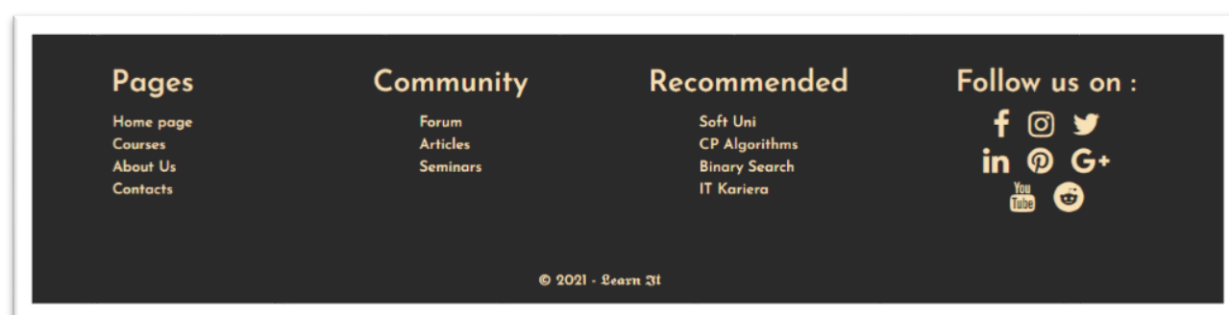 Pages
Home page
Courses
About Us
Contacts
Community
Forum
Articles
Seminars
Recommended
Soft Uni
CP Algorithms
Binary Search
IT Kariera
Follow us on :
f
in G+
You
Tube
© 2021 - Learn It